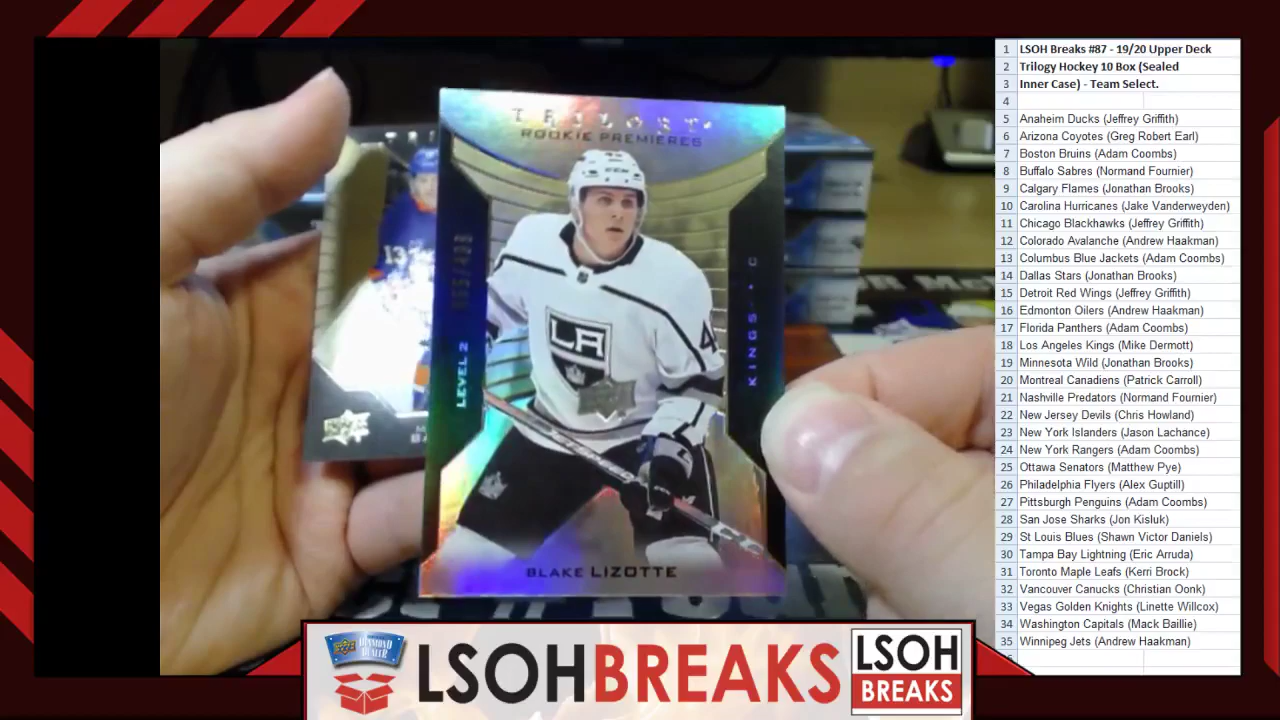 TRILOGY
ROOKIE PREMIERES
LEVEL 2
KINGS
LA
4
13
BLAKE LIZOTTE
1 LSOH Breaks #87 - 19/20 Upper Deck
2 Trilogy Hockey 10 Box (Sealed
3 Inner Case) - Team Select.
4
5 Anaheim Ducks (Jeffrey Griffith)
6 Arizona Coyotes (Greg Robert Earl)
7 Boston Bruins (Adam Coombs)
8 Buffalo Sabres (Normand Fournier)
9 Calgary Flames (Jonathan Brooks)
10 Carolina Hurricanes (Jake Vanderweyden)
11 Chicago Blackhawks (Jeffrey Griffith)
12 Colorado Avalanche (Andrew Haakman)
13 Columbus Blue Jackets (Adam Coombs)
14 Dallas Stars (Jonathan Brooks)
15 Detroit Red Wings (Jeffrey Griffith)
16 Edmonton Oilers (Andrew Haakman)
17 Florida Panthers (Adam Coombs)
18 Los Angeles Kings (Mike Dermott)
19 Minnesota Wild (Jonathan Brooks)
20 Montreal Canadiens (Patrick Carroll)
21 Nashville Predators (Normand Fournier)
22 New Jersey Devils (Chris Howland)
23 New York Islanders (Jason Lachance)
24 New York Rangers (Adam Coombs)
25 Ottawa Senators (Matthew Pye)
26 Philadelphia Flyers (Alex Guptill)
27 Pittsburgh Penguins (Adam Coombs)
28 San Jose Sharks (Jon Kisluk)
29 St Louis Blues (Shawn Victor Daniels)
30 Tampa Bay Lightning (Eric Arruda)
31 Toronto Maple Leafs (Kerri Brock)
32 Vancouver Canucks (Christian Oonk)
33 Vegas Golden Knights (Linette Willcox)
34 Washington Capitals (Mack Baillie)
35 Winnipeg Jets (Andrew Haakman)
DIAMOND
DEALER
LSOHBREAKS
LSOH
BREAKS